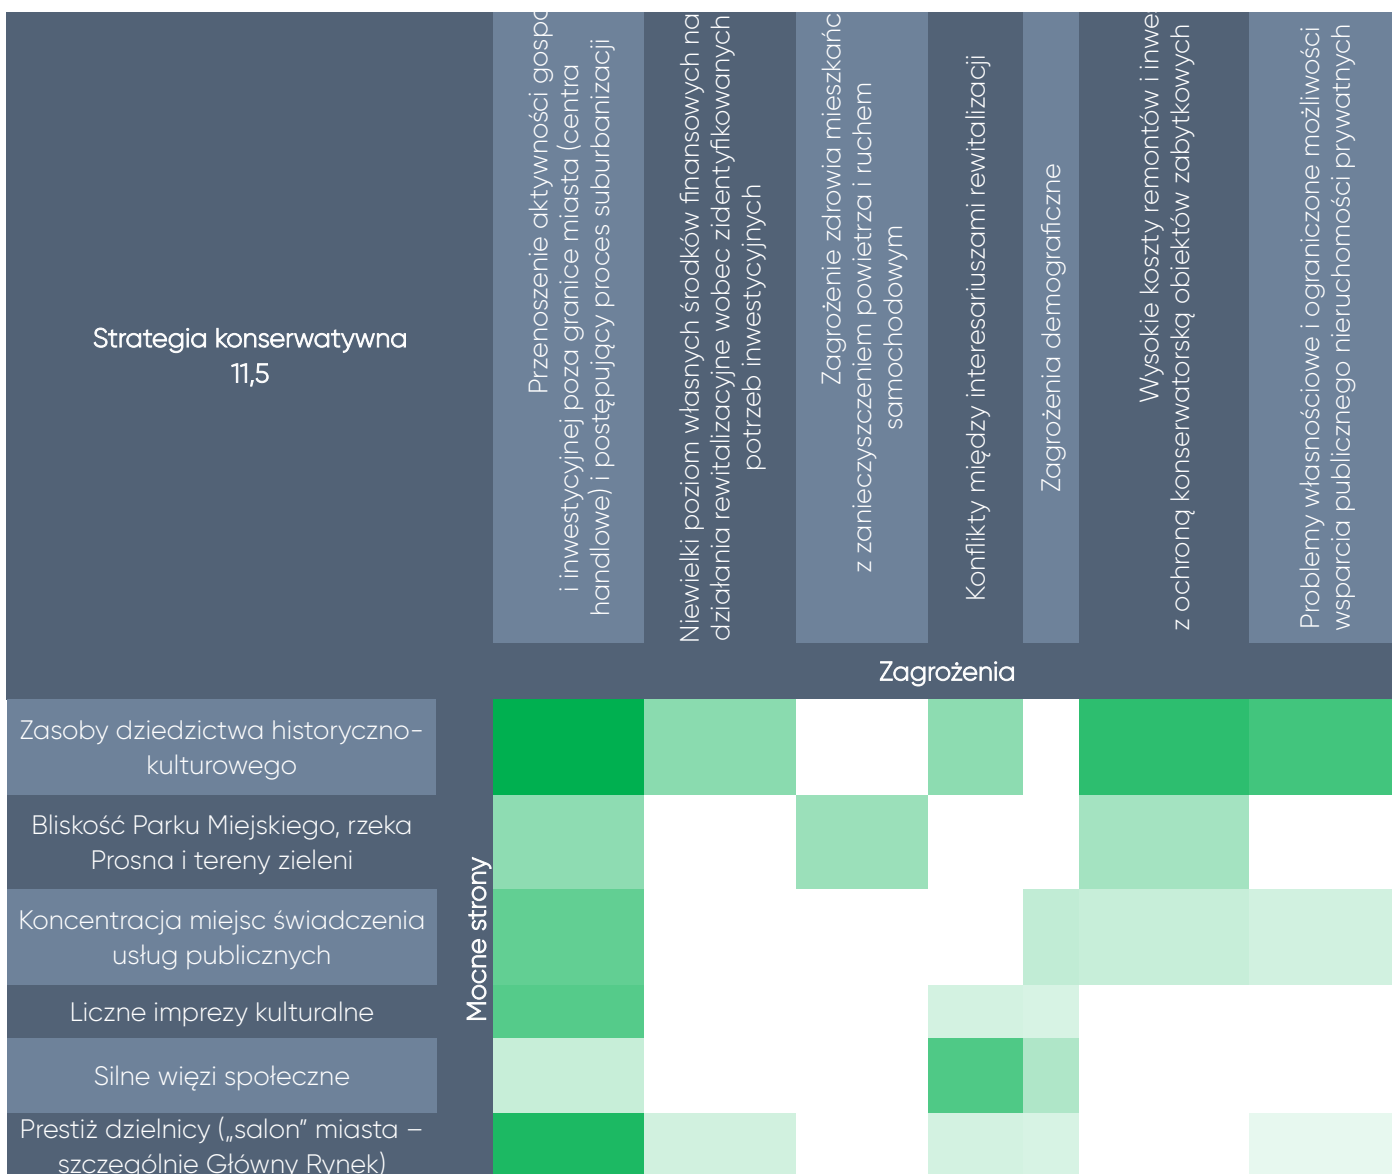 Strategia konserwatywna
11,5
Przenoszenie aktywności
i inwestycyjnej poza granice miasta (centra
handlowe) i postępujący proces suburbanizacji
Niewielki poziom własnych środków finansowych na
działania rewitalizacyjne wobec zidentyfikowanych
potrzeb inwestycyjnych
Zagrożenie zdrowia
z zanieczyszczeniem powietrza i ruchem
samochodowym
Konflikty między interesariuszami rewitalizacji
Zagrożenia demograficzne
Wysokie koszty remontów i
z ochroną konserwatorską obiektów zabytkowych
Problemy własnościowe i ograniczone możliwości
wsparcia publicznego nieruchomości prywatnych
Zagrożenia
Mocne strony
Zasoby dziedzictwa historyczno-
kulturowego
Bliskość Parku Miejskiego, rzeka
Prosna i tereny zieleni
Koncentracja miejsc świadczenia
usług publicznych
Liczne imprezy kulturalne
Silne więzi społeczne
Prestiż dzielnicy („salon” miasta –
szczególnie Główny Rynek)